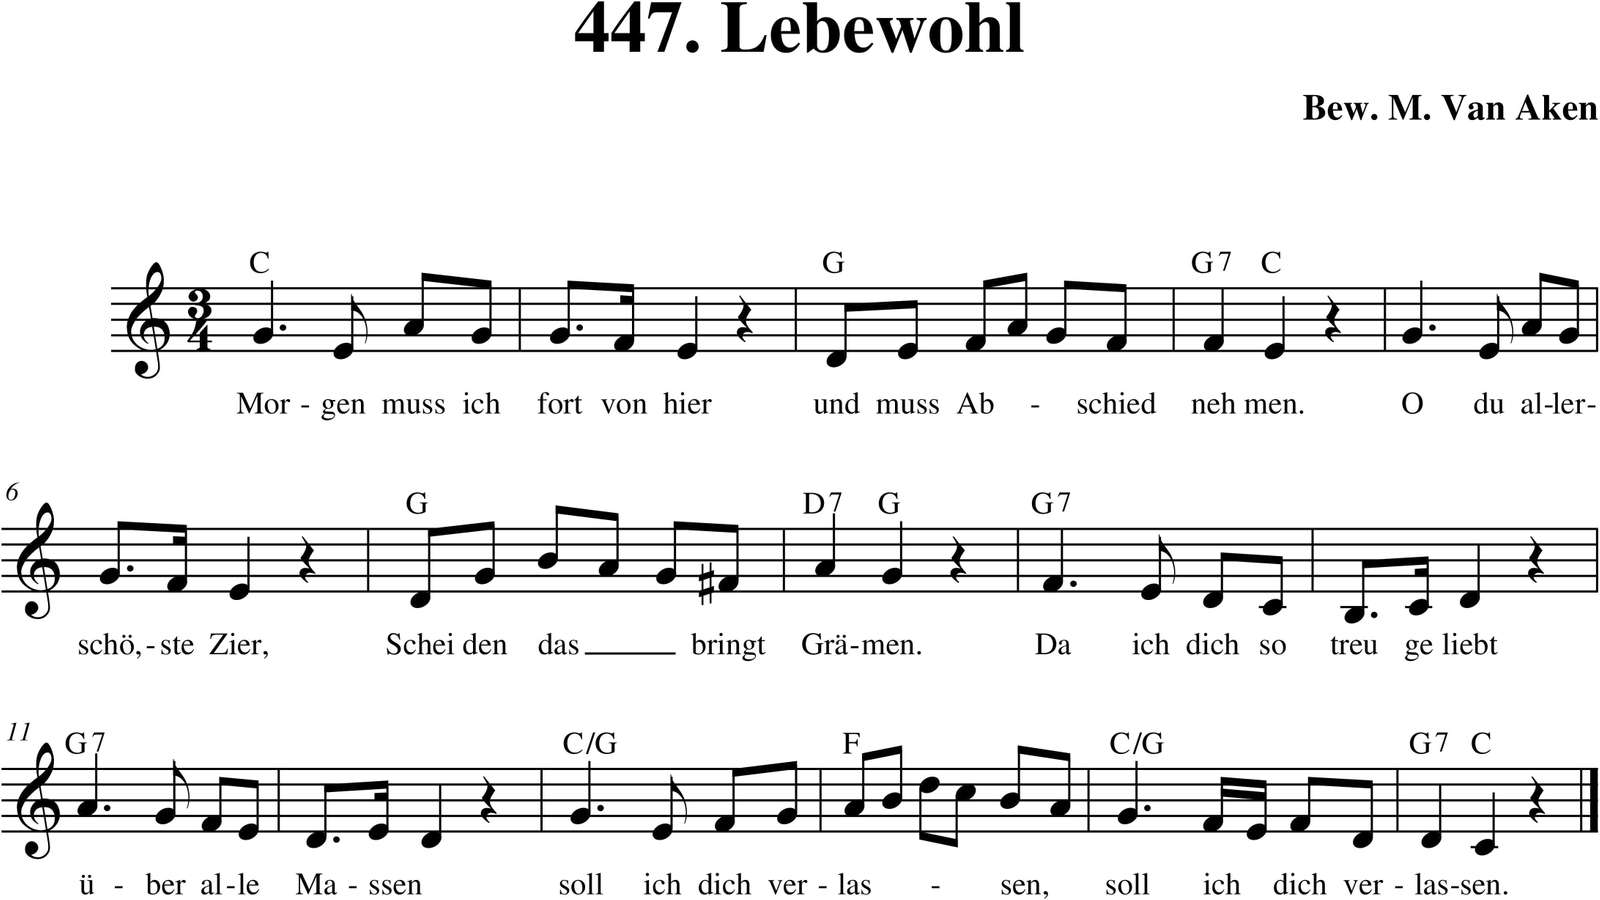 447. Lebewohl
Bew. M. Van Aken
C G G7 C
3
4
Mor - gen muss ich fort von hier und muss Ab - schied neh men. O du al-ler-
6
G D7 G G7
schö,-ste Zier, Schei den das ___ bringt Grä-men. Da ich dich so treu ge liebt
11
G7 C/G F C/G G7 C
ü - ber al-le Ma - ssen soll ich dich ver - las - sen, soll ich dich ver - las-sen.